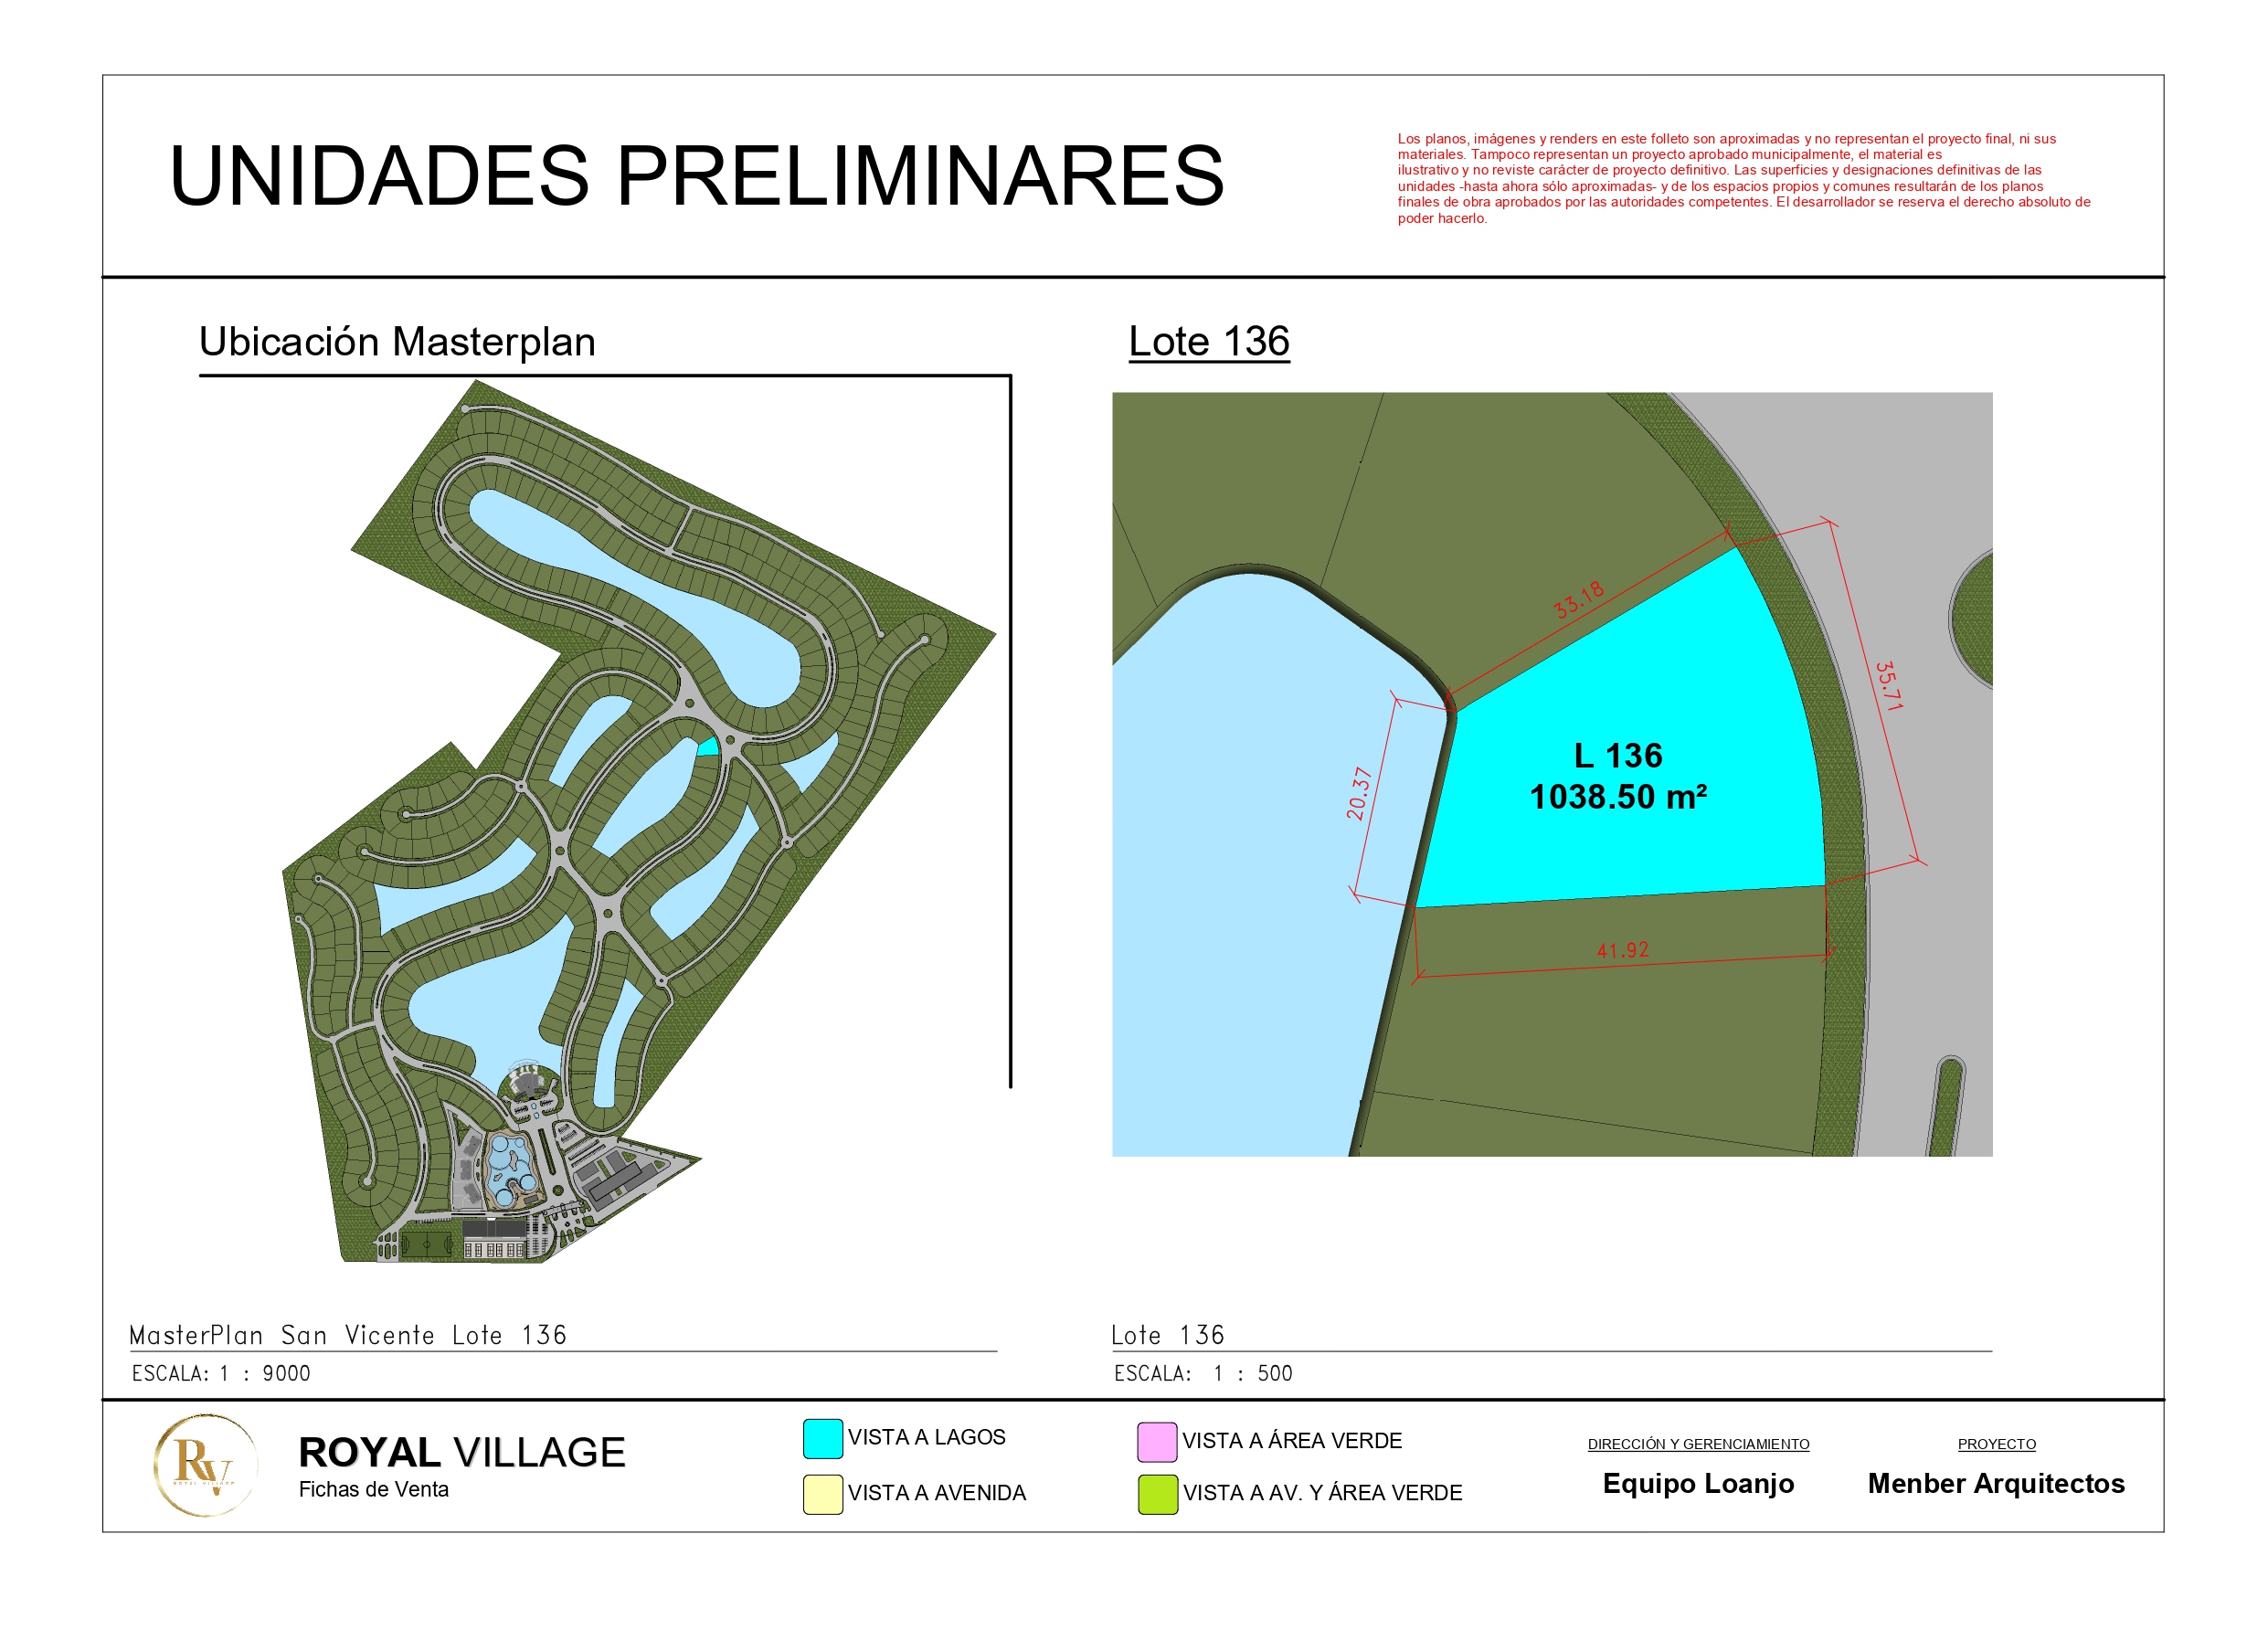 UNIDADES PRELIMINARES
Los planos, imágenes y renders en este folleto son aproximadas y no representan el proyecto final, ni sus
materiales. Tampoco representan un proyecto aprobado municipalmente, el material es
ilustrativo y no reviste carácter de proyecto definitivo. Las superficies y designaciones definitivas de las
unidades -hasta ahora sólo aproximadas- y de los espacios propios y comunes resultarán de los planos
finales de obra aprobados por las autoridades competentes. El desarrollador se reserva el derecho absoluto de
poder hacerlo.
Ubicación Masterplan
Lote 136
33.18
35.71
20.37
L 136
1038.50 m²
41.92
MasterPlan San Vicente Lote 136
ESCALA: 1 : 9000
Lote 136
ESCALA: 1 : 500
RV
ROYAL VILLAGE
ROYAL VILLAGE
Fichas de Venta
VISTA A LAGOS
VISTA A AVENIDA
VISTA A ÁREA VERDE
VISTA A AV. Y ÁREA VERDE
DIRECCIÓN Y GERENCIAMIENTO
Equipo Loanjo
PROYECTO
Menber Arquitectos